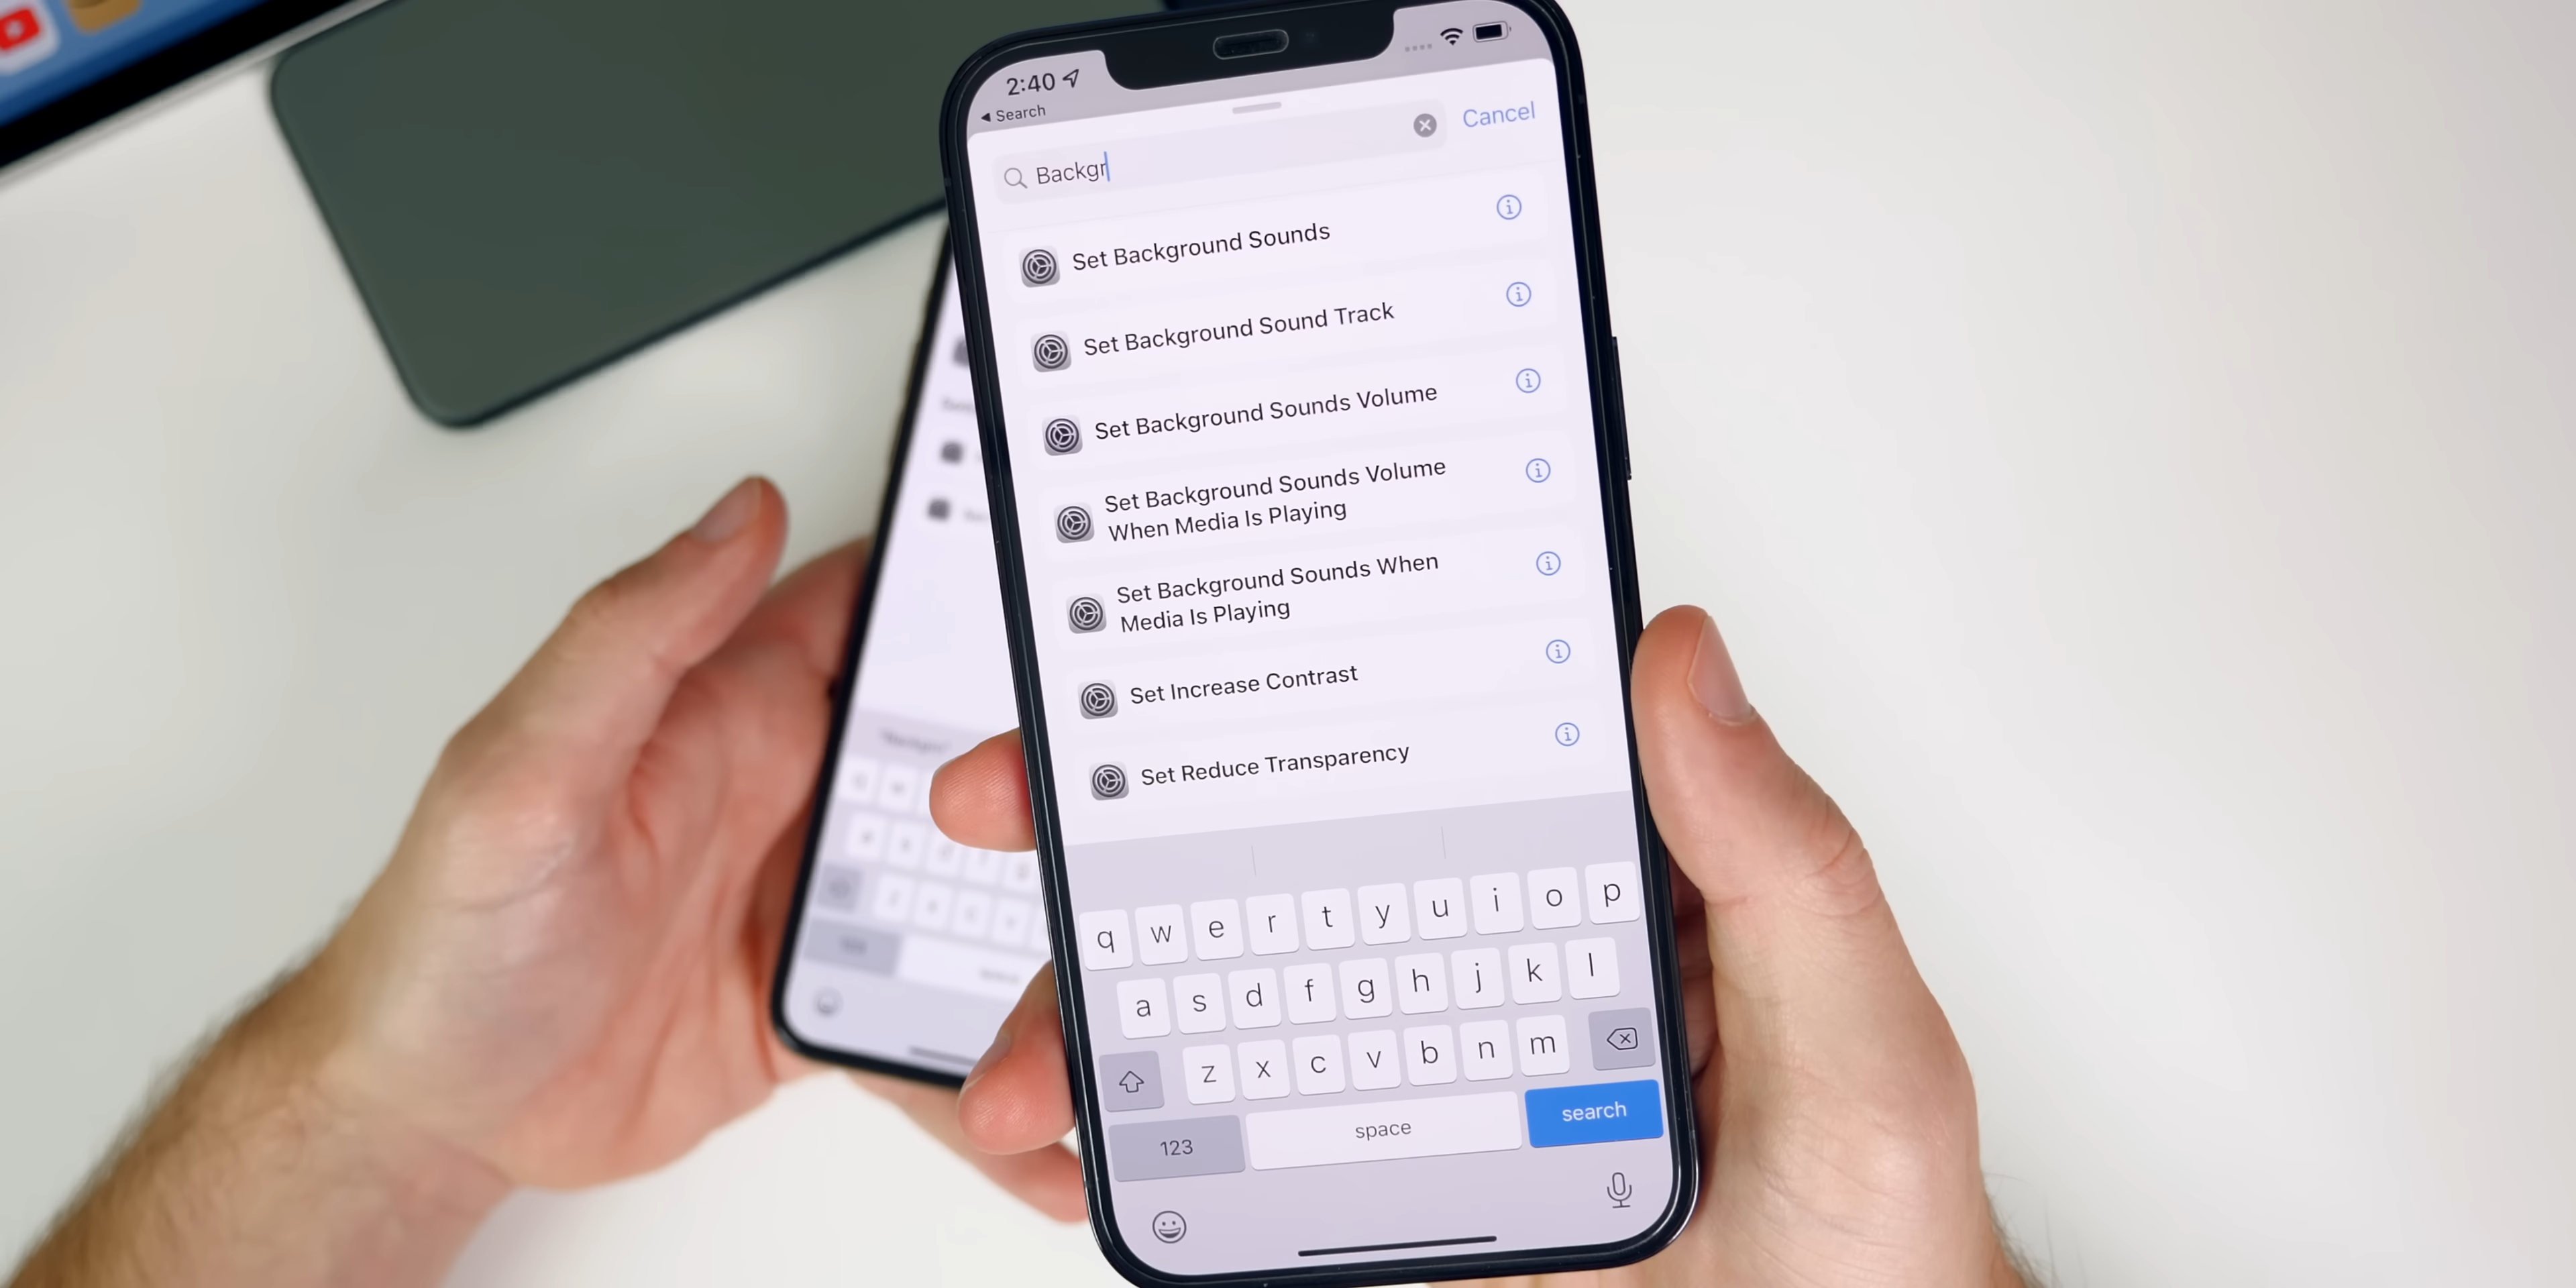 2:40
Search
Backgr
Cancel
Set Background Sounds
Set Background Sound Track
Set Background Sounds Volume
Set Background Sounds Volume
When Media Is Playing
Set Background Sounds When
Media Is Playing
Set Increase Contrast
Set Reduce Transparency
q w e r t y u i o p
a s d f g h j k l
z x c v b n m
123 space search